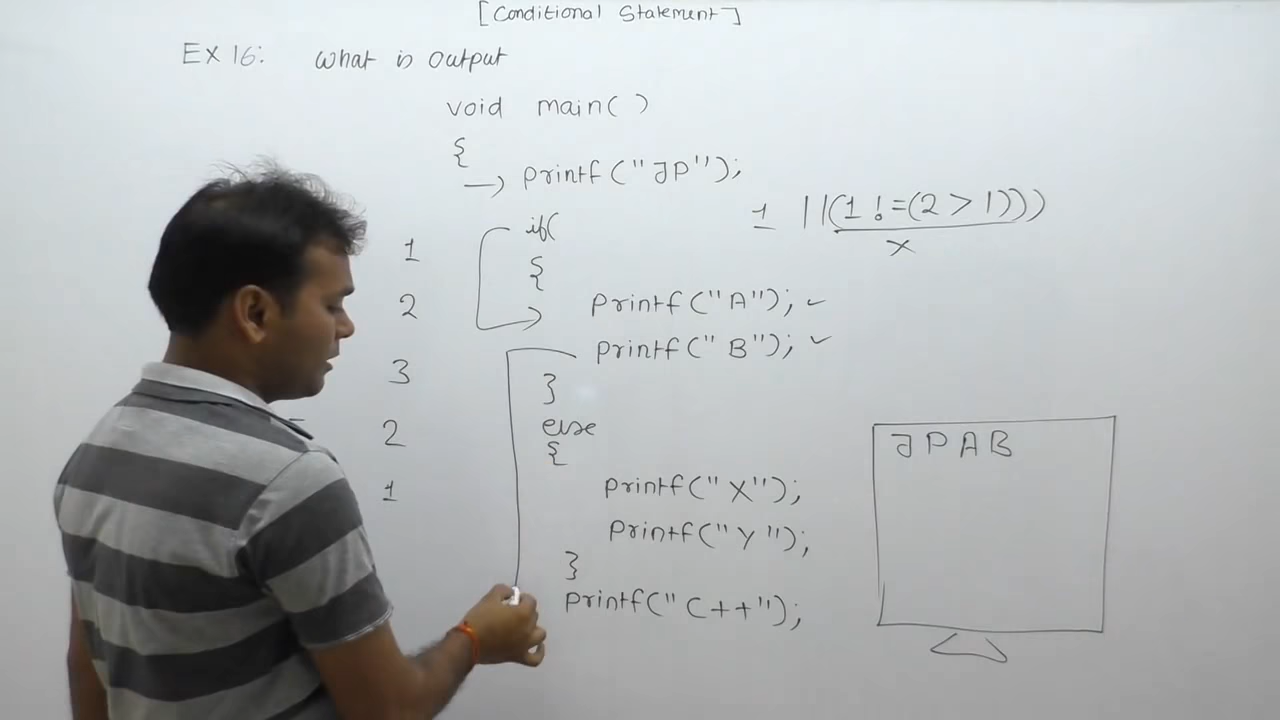 [Conditional Statement]
EX 16: What is output
void main( )
{
→ printf("JP");
if( 1 ||(1 !=(2 > 1)))
x
1
{
2 printf("A"); ✓
printf("B"); ✓
3 }
2 else
{
1 printf("X");
printf("Y");
}
printf("C++");
JPAB